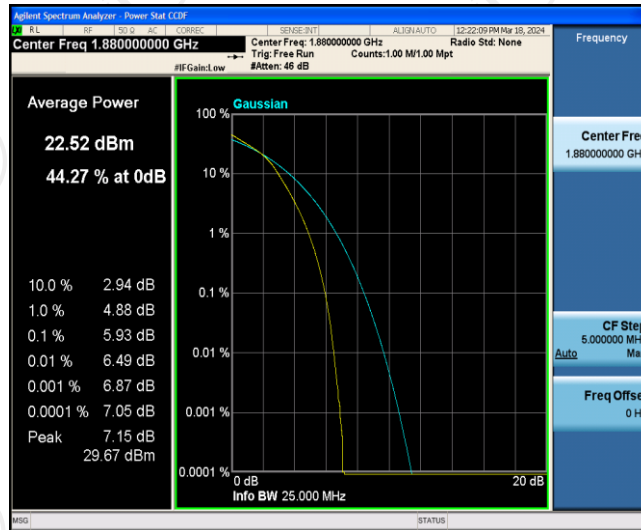 Agilent Spectrum Analyzer - Power Stat CCDF
RL RF 50 Ω AC CORREC SENSE:INT ALIGNAUTO 12:22:09 PM Mar 18, 2024
Center Freq 1.880000000 GHz
Center Freq: 1.880000000 GHz Radio Std: None
Trig: Free Run Counts:1.00 M/1.00 Mpt
#IFGain:Low #Atten: 46 dB
Frequency
Average Power
22.52 dBm
44.27 % at 0dB
10.0 % 2.94 dB
1.0 % 4.88 dB
0.1 % 5.93 dB
0.01 % 6.49 dB
0.001 % 6.87 dB
0.0001 % 7.05 dB
Peak 7.15 dB
29.67 dBm
Gaussian
100 %
10 %
1 %
0.1 %
0.01 %
0.001 %
0.0001 %
0 dB 20 dB
Info BW 25.000 MHz
Center Fre
1.880000000 GH
CF Ste
5.000000 MH
Auto Ma
Freq Offse
0 H
MSG STATUS